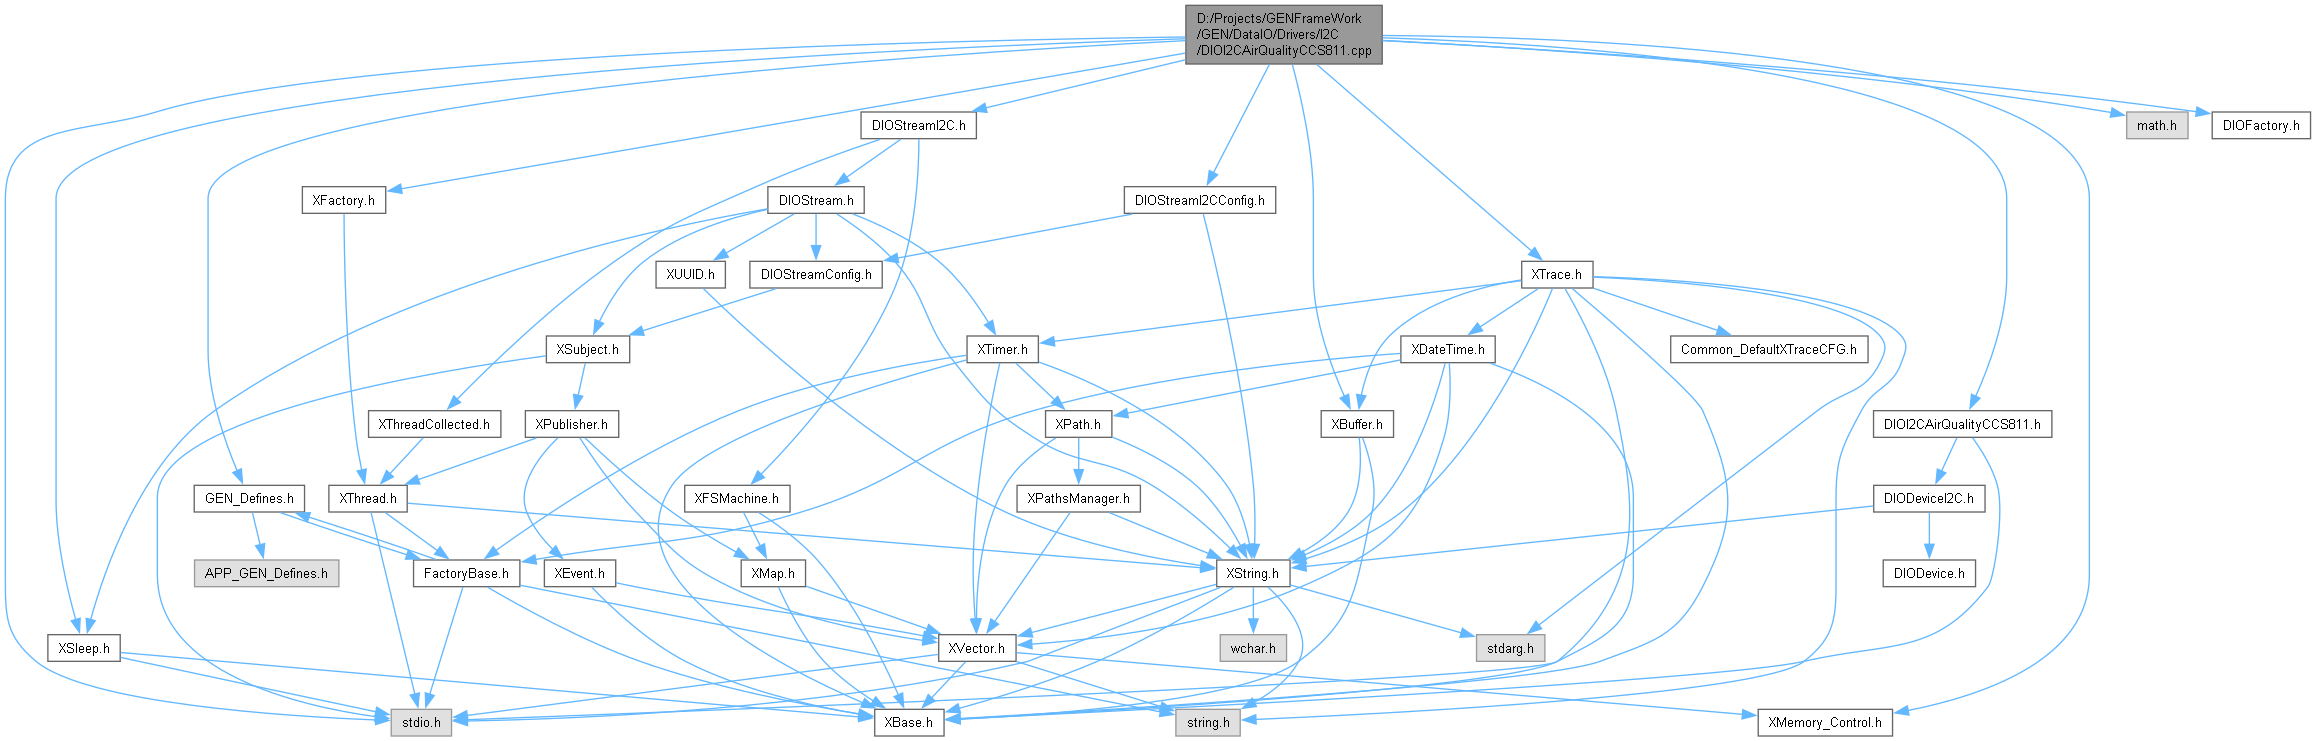 D:/Projects/GENFrameWork
/GEN/DataIO/Drivers/I2C
/DIOI2CAirQualityCCS811.cpp
DIOStreamI2C.h
math.h
DIOFactory.h
XFactory.h
DIOStream.h
DIOStreamI2CConfig.h
XUUID.h
DIOStreamConfig.h
XTrace.h
XSubject.h
XTimer.h
XDateTime.h
Common_DefaultXTraceCFG.h
XThreadCollected.h
XPublisher.h
XPath.h
XBuffer.h
DIOI2CAirQualityCCS811.h
GEN_Defines.h
XThread.h
XFSMachine.h
XPathsManager.h
DIODeviceI2C.h
APP_GEN_Defines.h
FactoryBase.h
XEvent.h
XMap.h
XString.h
DIODevice.h
XSleep.h
XVector.h
wchar.h
stdarg.h
stdio.h
XBase.h
string.h
XMemory_Control.h